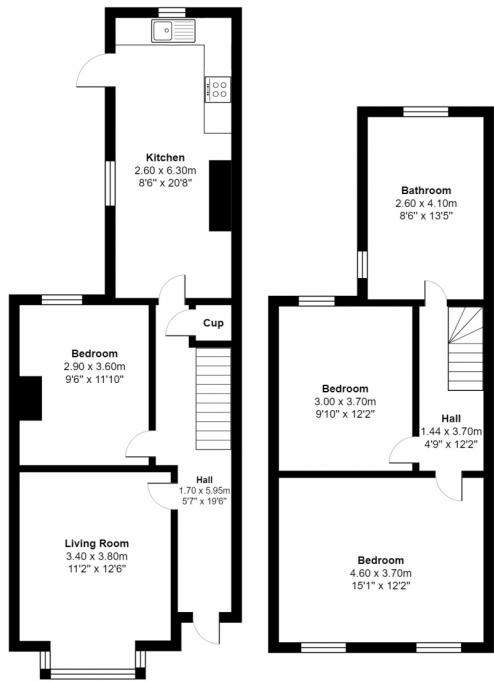 Kitchen
2.60 x 6.30m
8'6" x 20'8"
Cup
Bedroom
2.90 x 3.60m
9'6" x 11'10"
Hall
1.70 x 5.95m
5'7" x 19'6"
Living Room
3.40 x 3.80m
11'2" x 12'6"
Bathroom
2.60 x 4.10m
8'6" x 13'5"
Bedroom
3.00 x 3.70m
9'10" x 12'2"
Hall
1.44 x 3.70m
4'9" x 12'2"
Bedroom
4.60 x 3.70m
15'1" x 12'2"